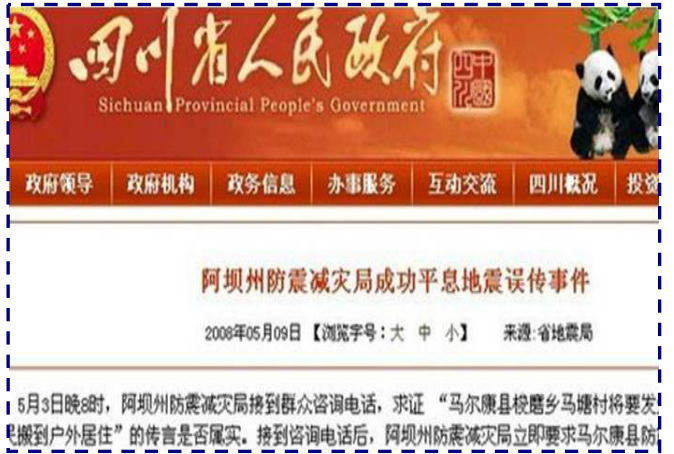 四川省人民政府
四川
中国
Sichuan Provincial People's Government
政府领导 政府机构 政务信息 办事服务 互动交流 四川概况 投资
阿坝州防震减灾局成功平息地震误传事件
2008年05月09日 【浏览字号：大 中 小】 来源：省地震局
5月3日晚8时，阿坝州防震减灾局接到群众咨询电话，求证 “马尔康县梭磨乡马塘村将要发
民搬到户外居住”的传言是否属实。接到咨询电话后，阿坝州防震减灾局立即要求马尔康县防